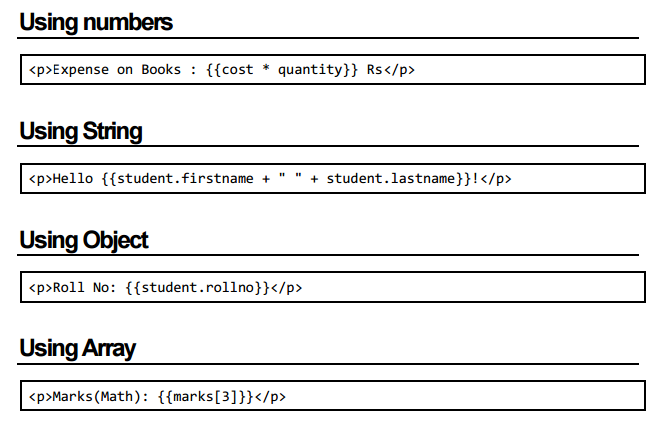 Using numbers
<p>Expense on Books : {{cost * quantity}} Rs</p>
Using String
<p>Hello {{student.firstname + " " + student.lastname}}!</p>
Using Object
<p>Roll No: {{student.rollno}}</p>
Using Array
<p>Marks(Math): {{marks[3]}}</p>